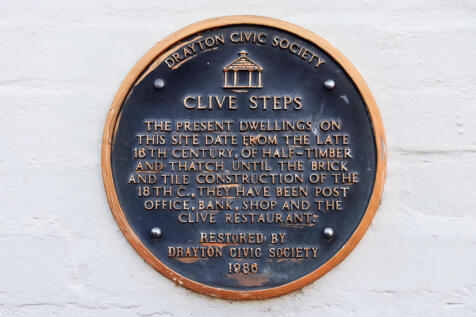 DRAYTON CIVIC SOCIETY
CLIVE STEPS
THE PRESENT DWELLINGS, ON
THIS SITE DATE FROM THE LATE
18TH CENTURY, OF HALF-TIMBER
AND THATCH UNTIL THE BRICK
AND TILE CONSTRUCTION OF THE
18TH C., THEY HAVE BEEN POST
OFFICE, BANK, SHOP AND THE
CLIVE RESTAURANT.
RESTORED BY
DRAYTON CIVIC SOCIETY
1986